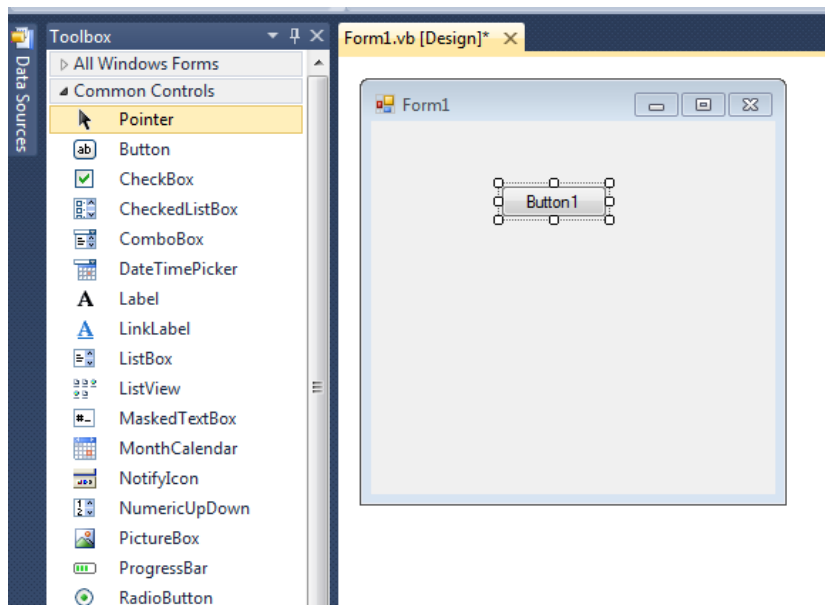 Data Sources
Toolbox
All Windows Forms
Common Controls
Pointer
ab Button
CheckBox
CheckedListBox
ComboBox
DateTimePicker
A Label
A LinkLabel
ListBox
ListView
#_ MaskedTextBox
MonthCalendar
NotifyIcon
NumericUpDown
PictureBox
ProgressBar
RadioButton
Form1.vb [Design]*
Form1
Button1